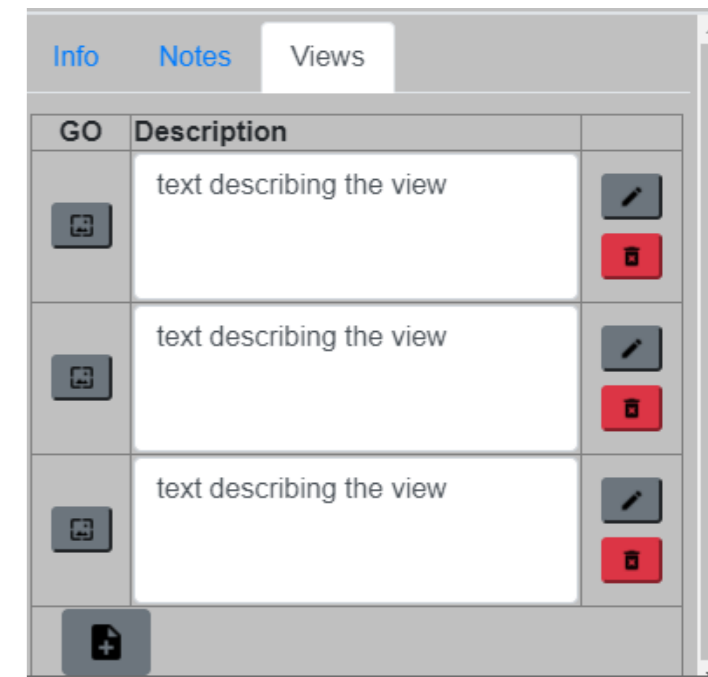 Info Notes Views
GO Description
text describing the view
text describing the view
text describing the view